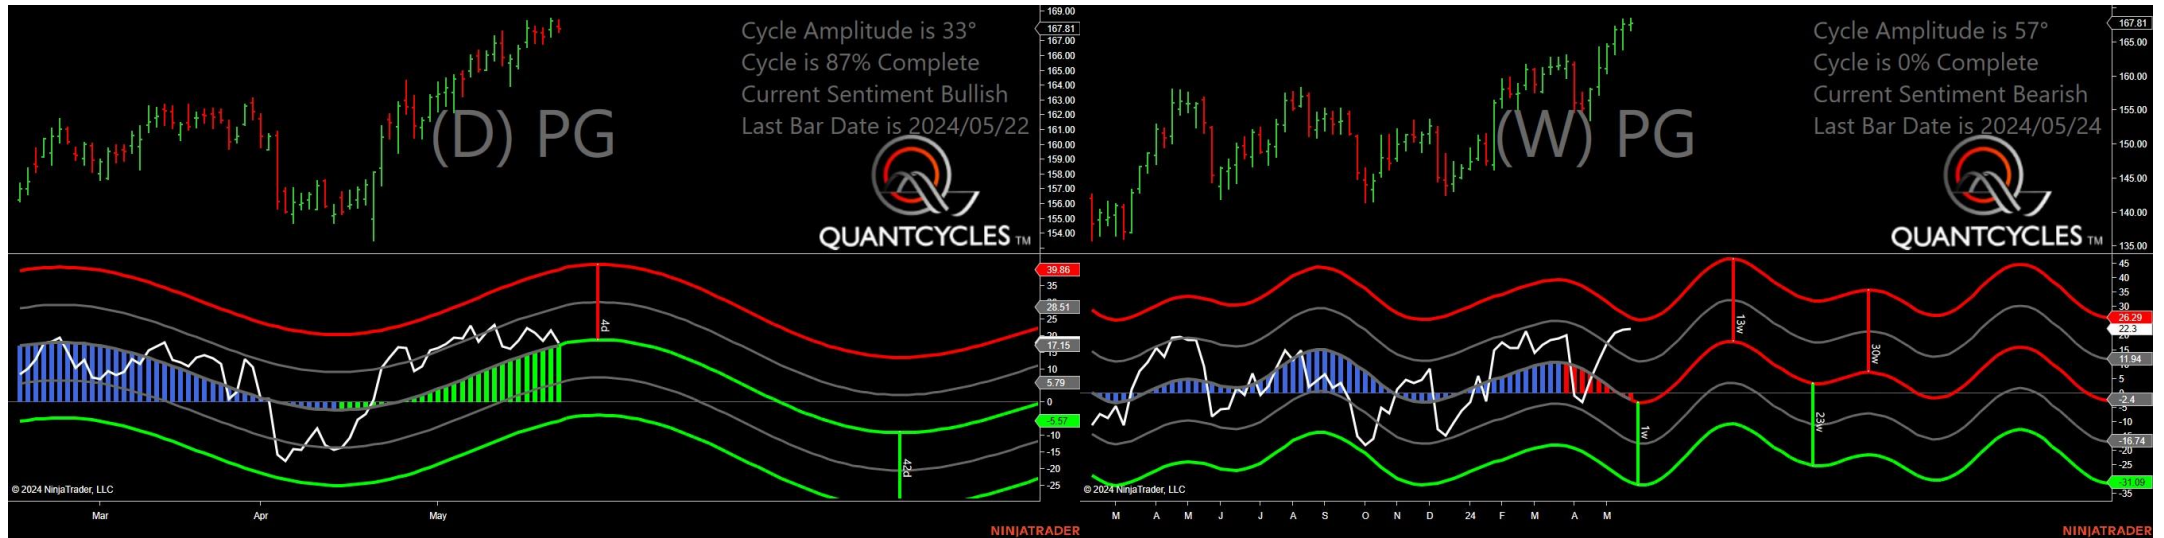 Cycle Amplitude is 33°
Cycle is 87% Complete
Current Sentiment Bullish
Last Bar Date is 2024/05/22
(D) PG
QUANTCYCLES TM
169.00
167.81
167.00
166.00
165.00
164.00
163.00
162.00
161.00
160.00
159.00
158.00
157.00
156.00
155.00
154.00
39.86
35
28.51
25
20
17.15
15
10
5.79
0
-5.57
-10
-15
-20
-25
4d
42d
© 2024 NinjaTrader, LLC
Mar Apr May
NINJATRADER
Cycle Amplitude is 57°
Cycle is 0% Complete
Current Sentiment Bearish
Last Bar Date is 2024/05/24
(W) PG
QUANTCYCLES TM
167.81
165.00
160.00
155.00
150.00
145.00
140.00
135.00
45
40
35
30
26.29
22.3
20
15
11.94
5
-2.4
-5
-10
-16.74
-20
-25
-31.09
-35
13w
30w
1w
23w
© 2024 NinjaTrader, LLC
M A M J J A S O N D 24 F M A M
NINJATRADER